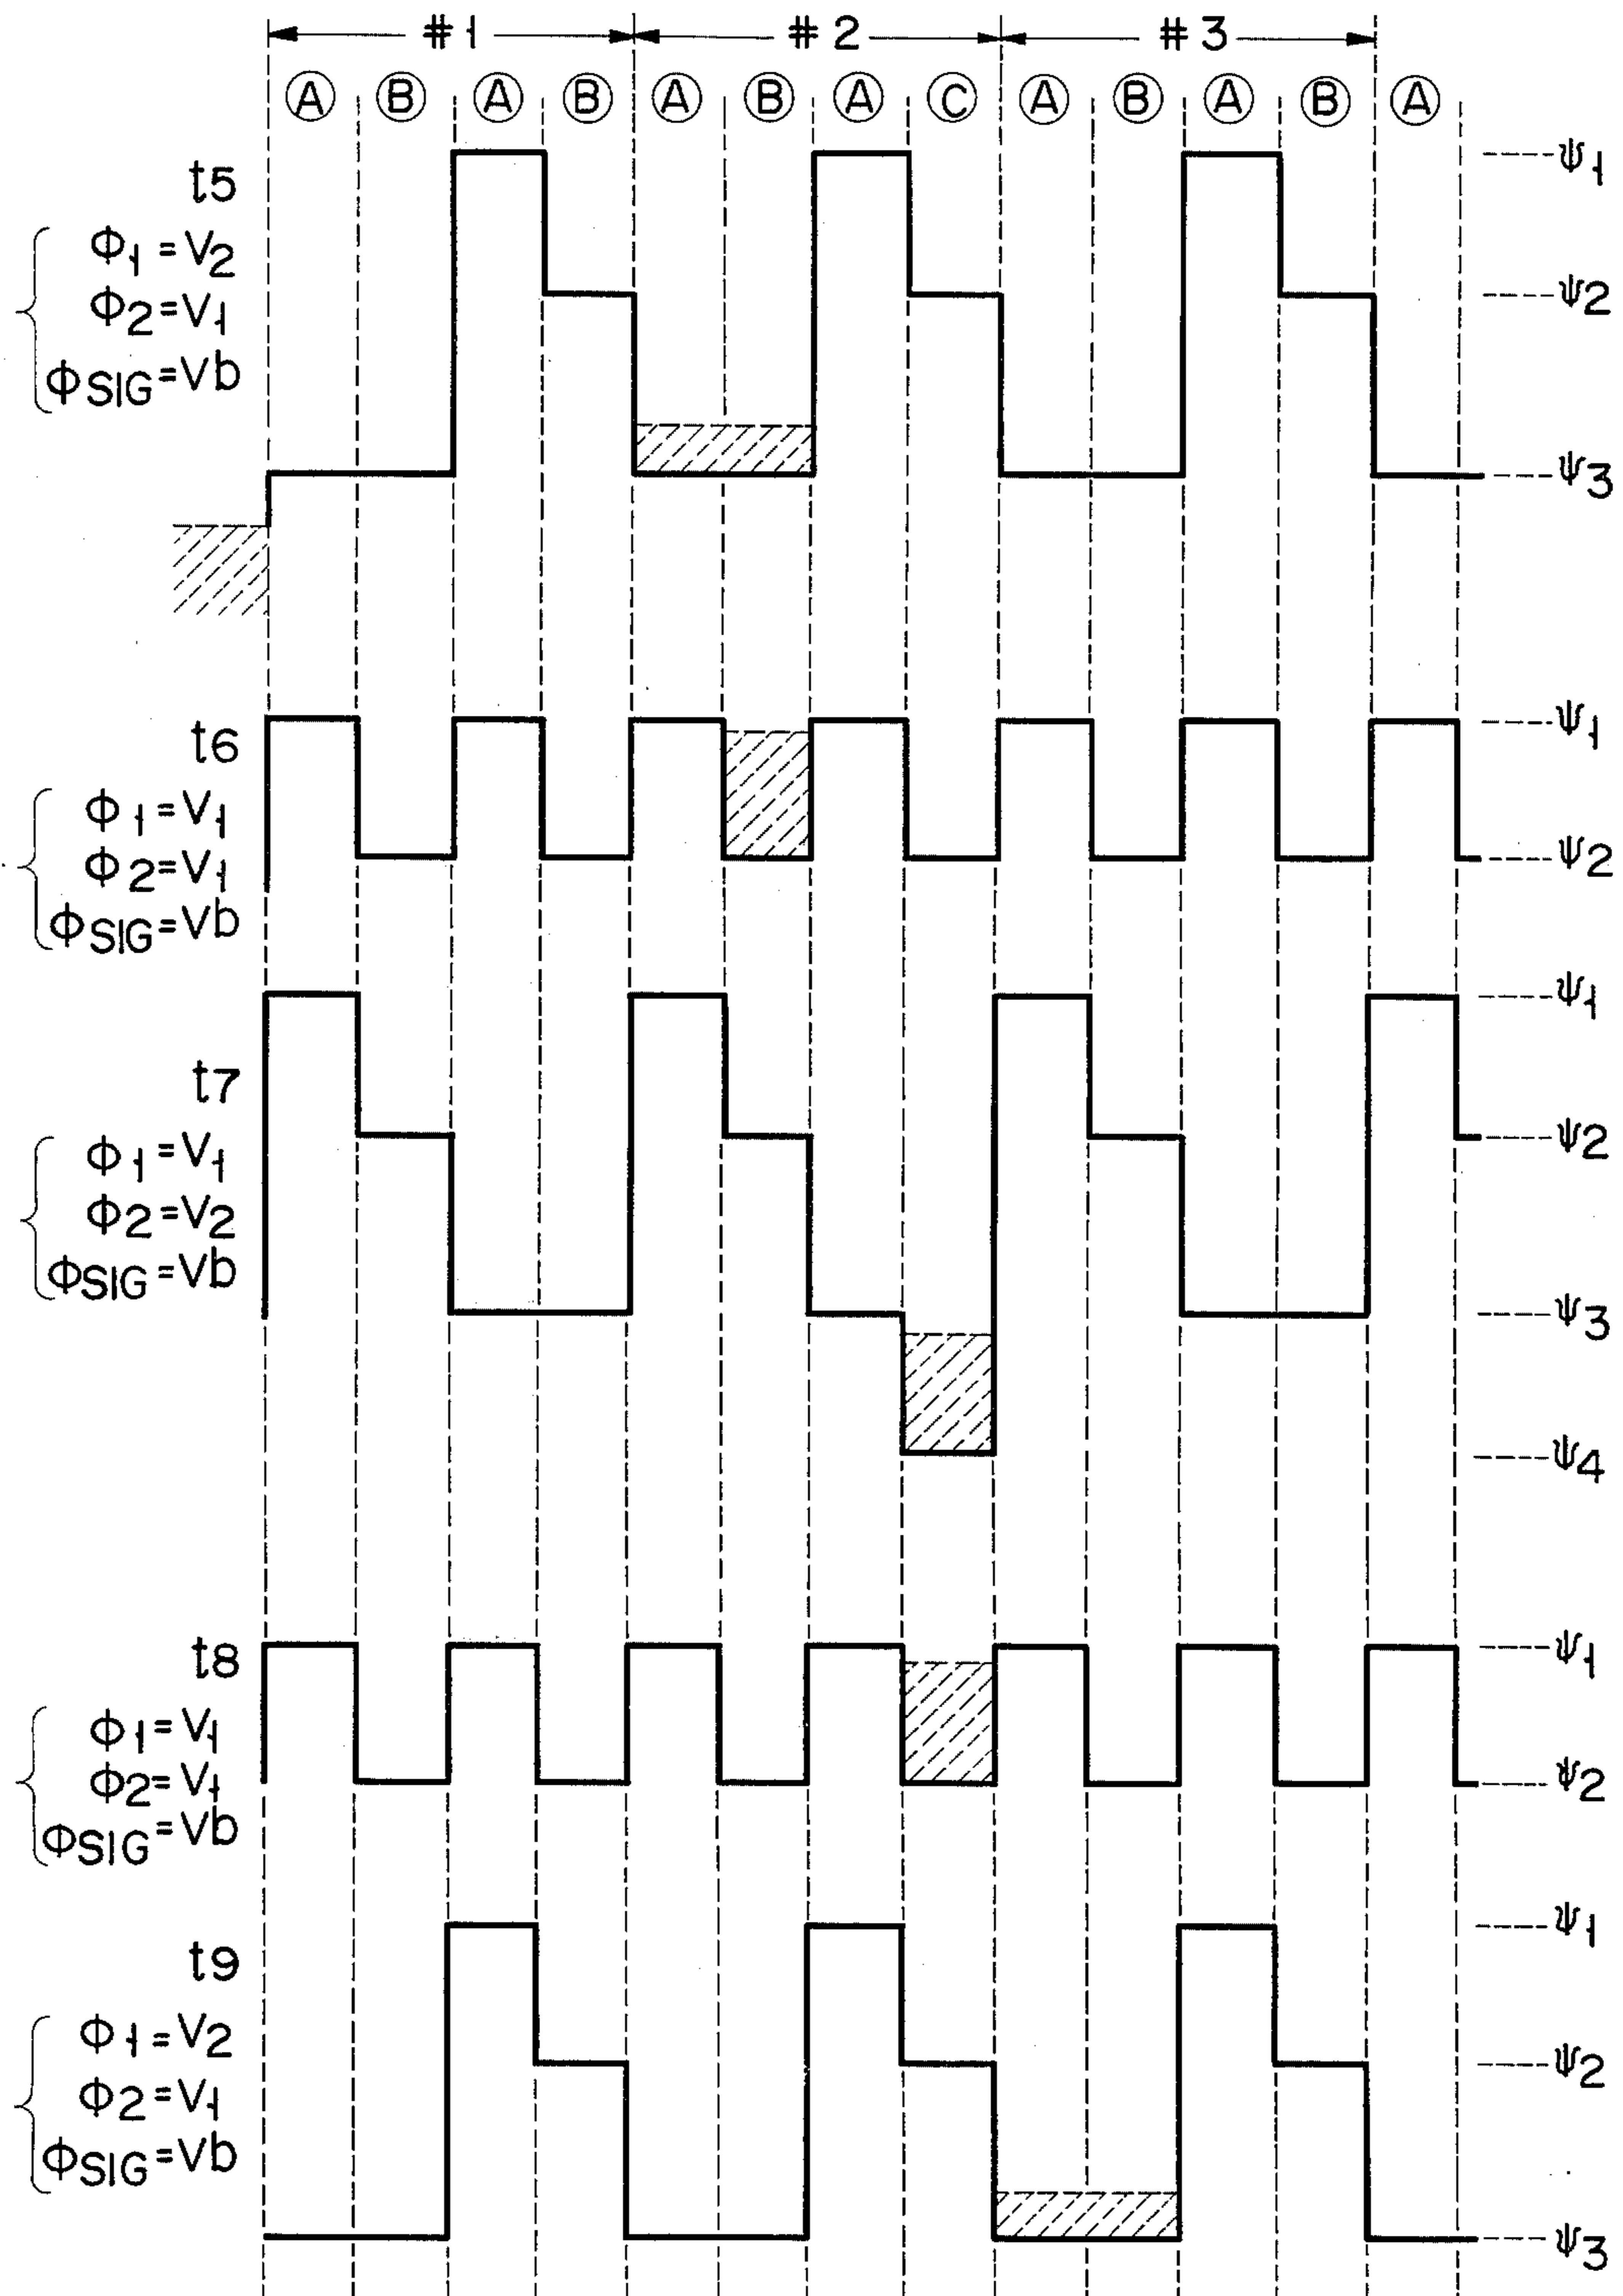 #1 #2 #3
A B A B A B A C A B A B A
t5
Φ1=V2
Φ2=V1
ΦSIG=Vb
ψ1
ψ2
ψ3
t6
Φ1=V1
Φ2=V1
ΦSIG=Vb
ψ1
ψ2
t7
Φ1=V1
Φ2=V2
ΦSIG=Vb
ψ1
ψ2
ψ3
ψ4
t8
Φ1=V1
Φ2=V1
ΦSIG=Vb
ψ1
ψ2
t9
Φ1=V2
Φ2=V1
ΦSIG=Vb
ψ1
ψ2
ψ3